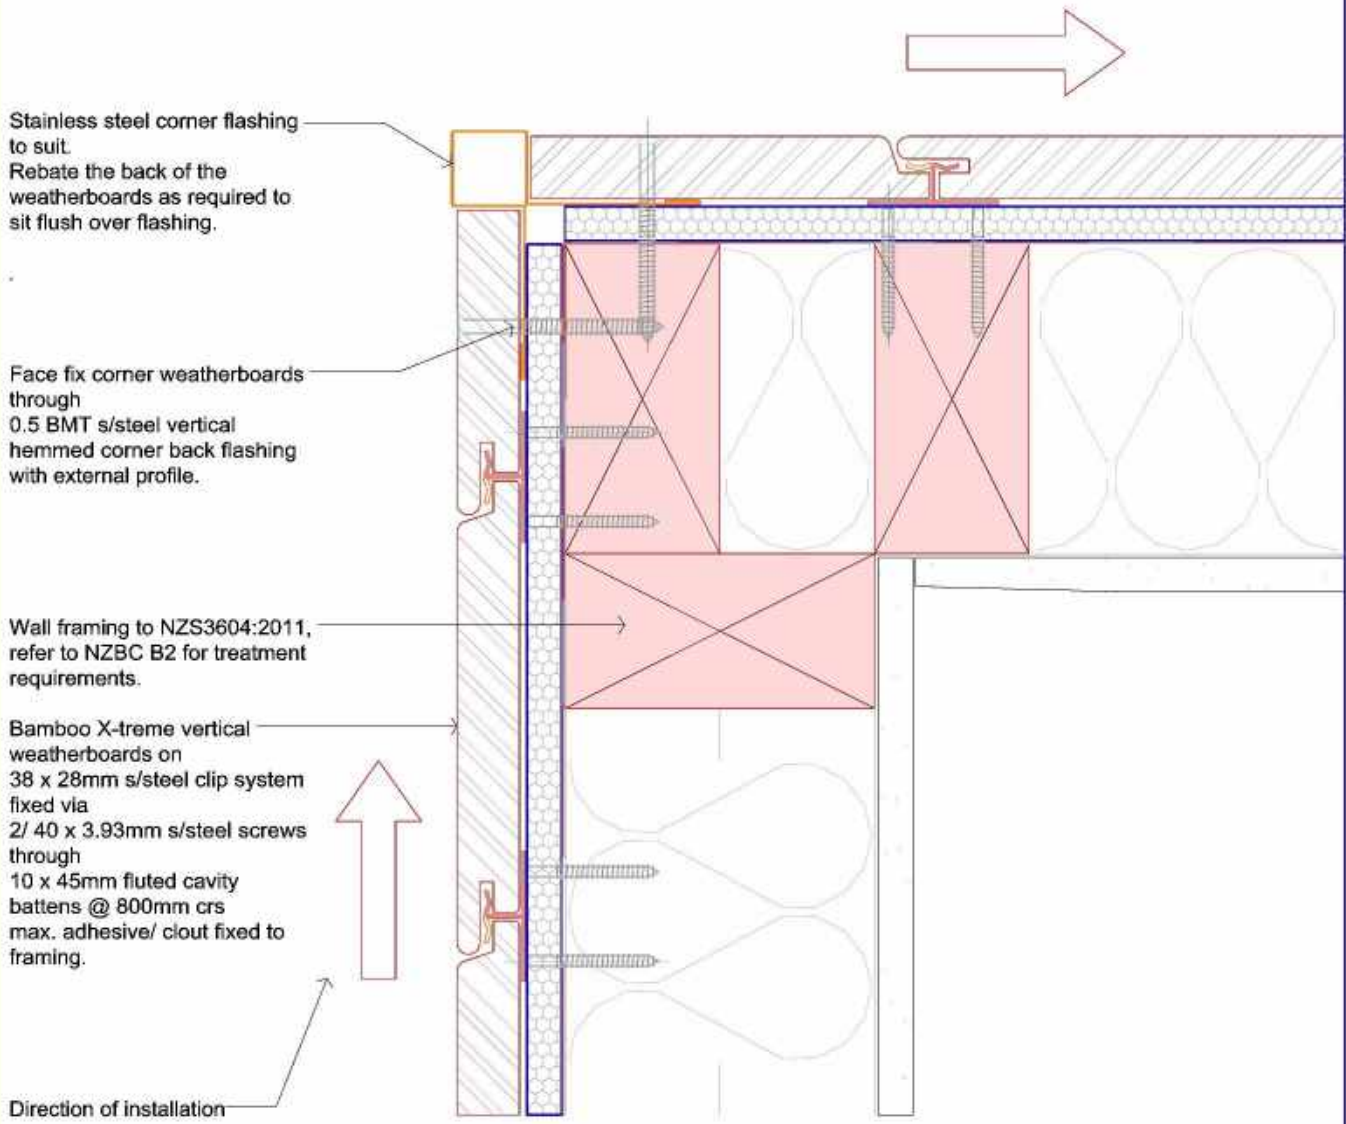 Stainless steel corner flashing
to suit.
Rebate the back of the
weatherboards as required to
sit flush over flashing.
.
Face fix corner weatherboards
through
0.5 BMT s/steel vertical
hemmed corner back flashing
with external profile.
Wall framing to NZS3604:2011,
refer to NZBC B2 for treatment
requirements.
Bamboo X-treme vertical
weatherboards on
38 x 28mm s/steel clip system
fixed via
2/ 40 x 3.93mm s/steel screws
through
10 x 45mm fluted cavity
battens @ 800mm crs
max. adhesive/ clout fixed to
framing.
Direction of installation